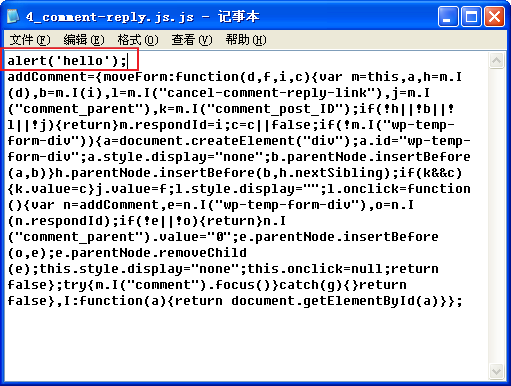 4_comment-reply.js.js - 记事本
文件(F) 编辑(E) 格式(O) 查看(V) 帮助(H)
alert('hello');
addComment={moveForm:function(d,f,i,c){var m=this,a,h=m.I
(d),b=m.I(i),l=m.I("cancel-comment-reply-link"),j=m.I
("comment_parent"),k=m.I("comment_post_ID");if(!h||!b||!
l||!j){return}m.respondId=i;c=c||false;if(!m.I("wp-temp-
form-div")){a=document.createElement("div");a.id="wp-temp-
form-div";a.style.display="none";b.parentNode.insertBefore
(a,b)}h.parentNode.insertBefore(b,h.nextSibling);if(k&&c)
{k.value=c}j.value=f;l.style.display="";l.onclick=function
(){var n=addComment,e=n.I("wp-temp-form-div"),o=n.I
(n.respondId);if(!e||!o){return}n.I
("comment_parent").value="0";e.parentNode.insertBefore
(o,e);e.parentNode.removeChild
(e);this.style.display="none";this.onclick=null;return
false};try{m.I("comment").focus()}catch(g){}return
false},I:function(a){return document.getElementById(a)}};